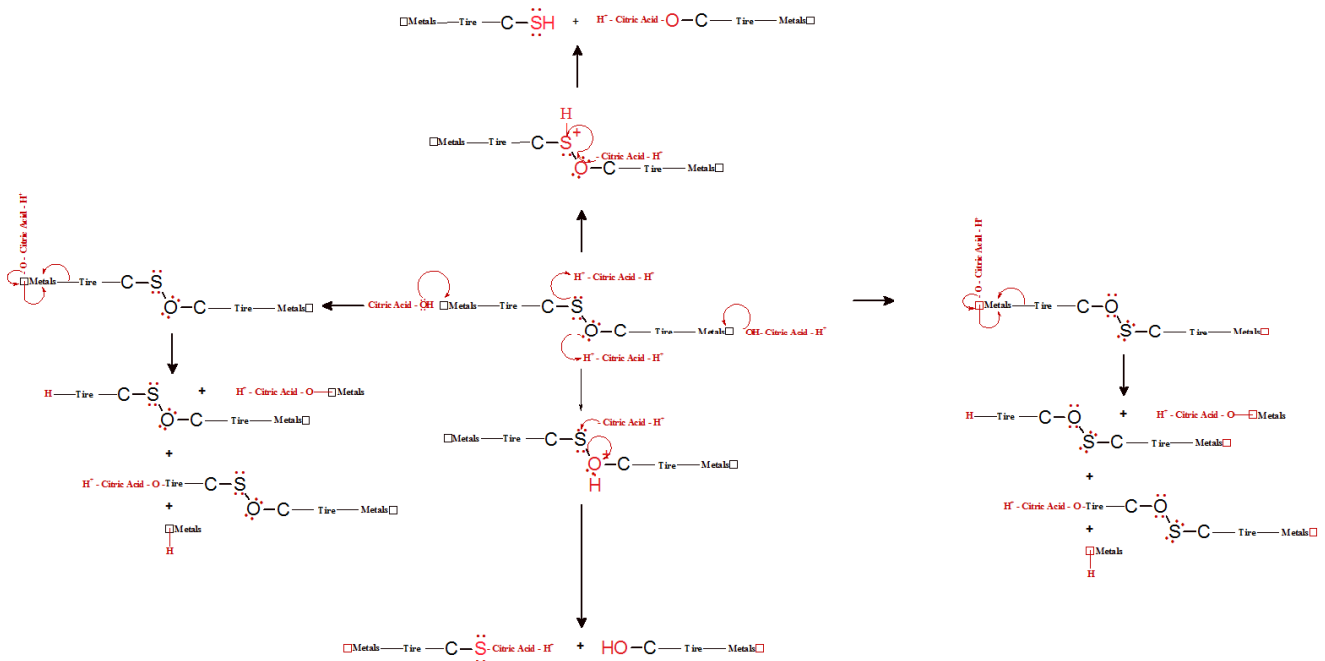 □Metals—Tire—C—SH + H⁺- Citric Acid - O—C—Tire—Metals□
H
□Metals—Tire—C—S+
- Citric Acid - H⁺
O—C—Tire—Metals□
- O - Citric Acid - H⁺
□Metals—Tire—C—S
O—C—Tire—Metals□
Citric Acid - OH
H⁺ - Citric Acid - H⁺
□Metals—Tire—C—S
O—C—Tire—Metals□
OH- Citric Acid - H⁺
H⁺ - Citric Acid - H⁺
- O - Citric Acid - H⁺
□Metals—Tire—C—O
S—C—Tire—Metals□
H—Tire—C—S + H⁺ - Citric Acid - O—□Metals
O—C—Tire—Metals□
+
H⁺ - Citric Acid - O-Tire—C—S
O—C—Tire—Metals□
+
□Metals
H
- Citric Acid - H⁺
□Metals—Tire—C—S
O+—C—Tire—Metals□
H
H—Tire—C—O + H⁺ - Citric Acid - O—□Metals
S—C—Tire—Metals□
+
H⁺ - Citric Acid - O-Tire—C—O
S—C—Tire—Metals□
+
□Metals
H
□Metals—Tire—C—S- Citric Acid - H⁺ + HO—C—Tire—Metals□